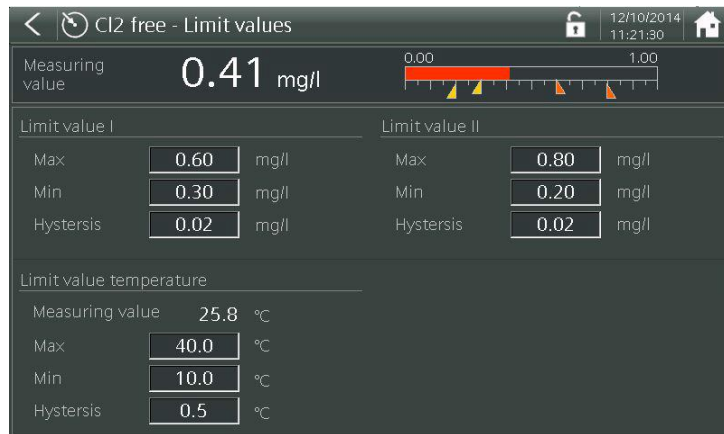 Cl2 free - Limit values
12/10/2014
11:21:30
Measuring
value
0.41 mg/l
0.00 1.00
Limit value I
Max 0.60 mg/l
Min 0.30 mg/l
Hystersis 0.02 mg/l
Limit value II
Max 0.80 mg/l
Min 0.20 mg/l
Hystersis 0.02 mg/l
Limit value temperature
Measuring value 25.8 °C
Max 40.0 °C
Min 10.0 °C
Hystersis 0.5 °C